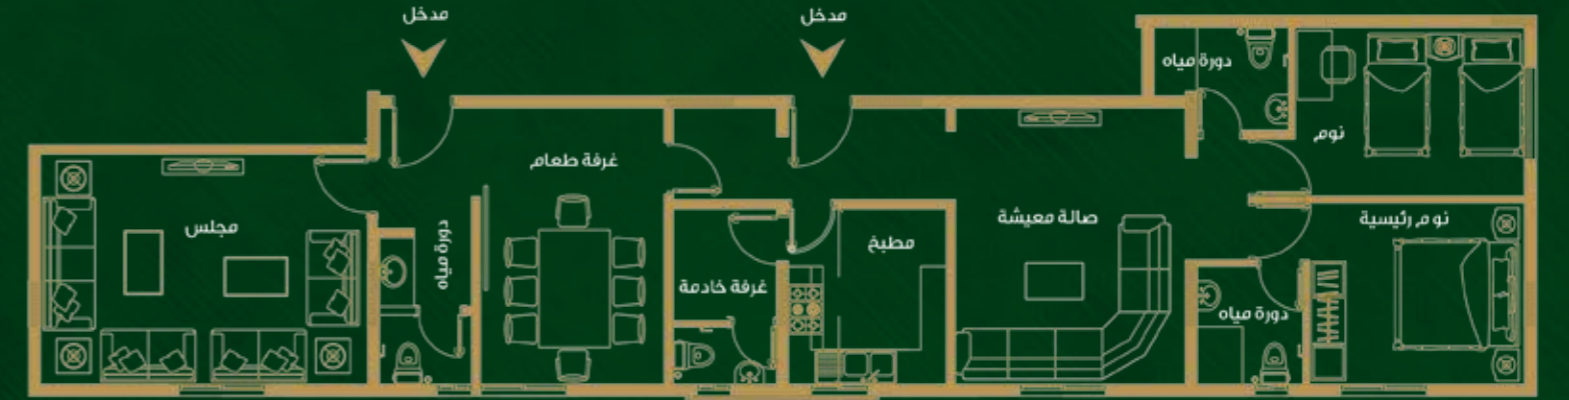 مدخل
مدخل
دورة مياه
نوم
غرفة طعام
نوم رئيسية
صالة معيشة
مطبخ
مجلس
دورة مياه
غرفة خادمة
دورة مياه